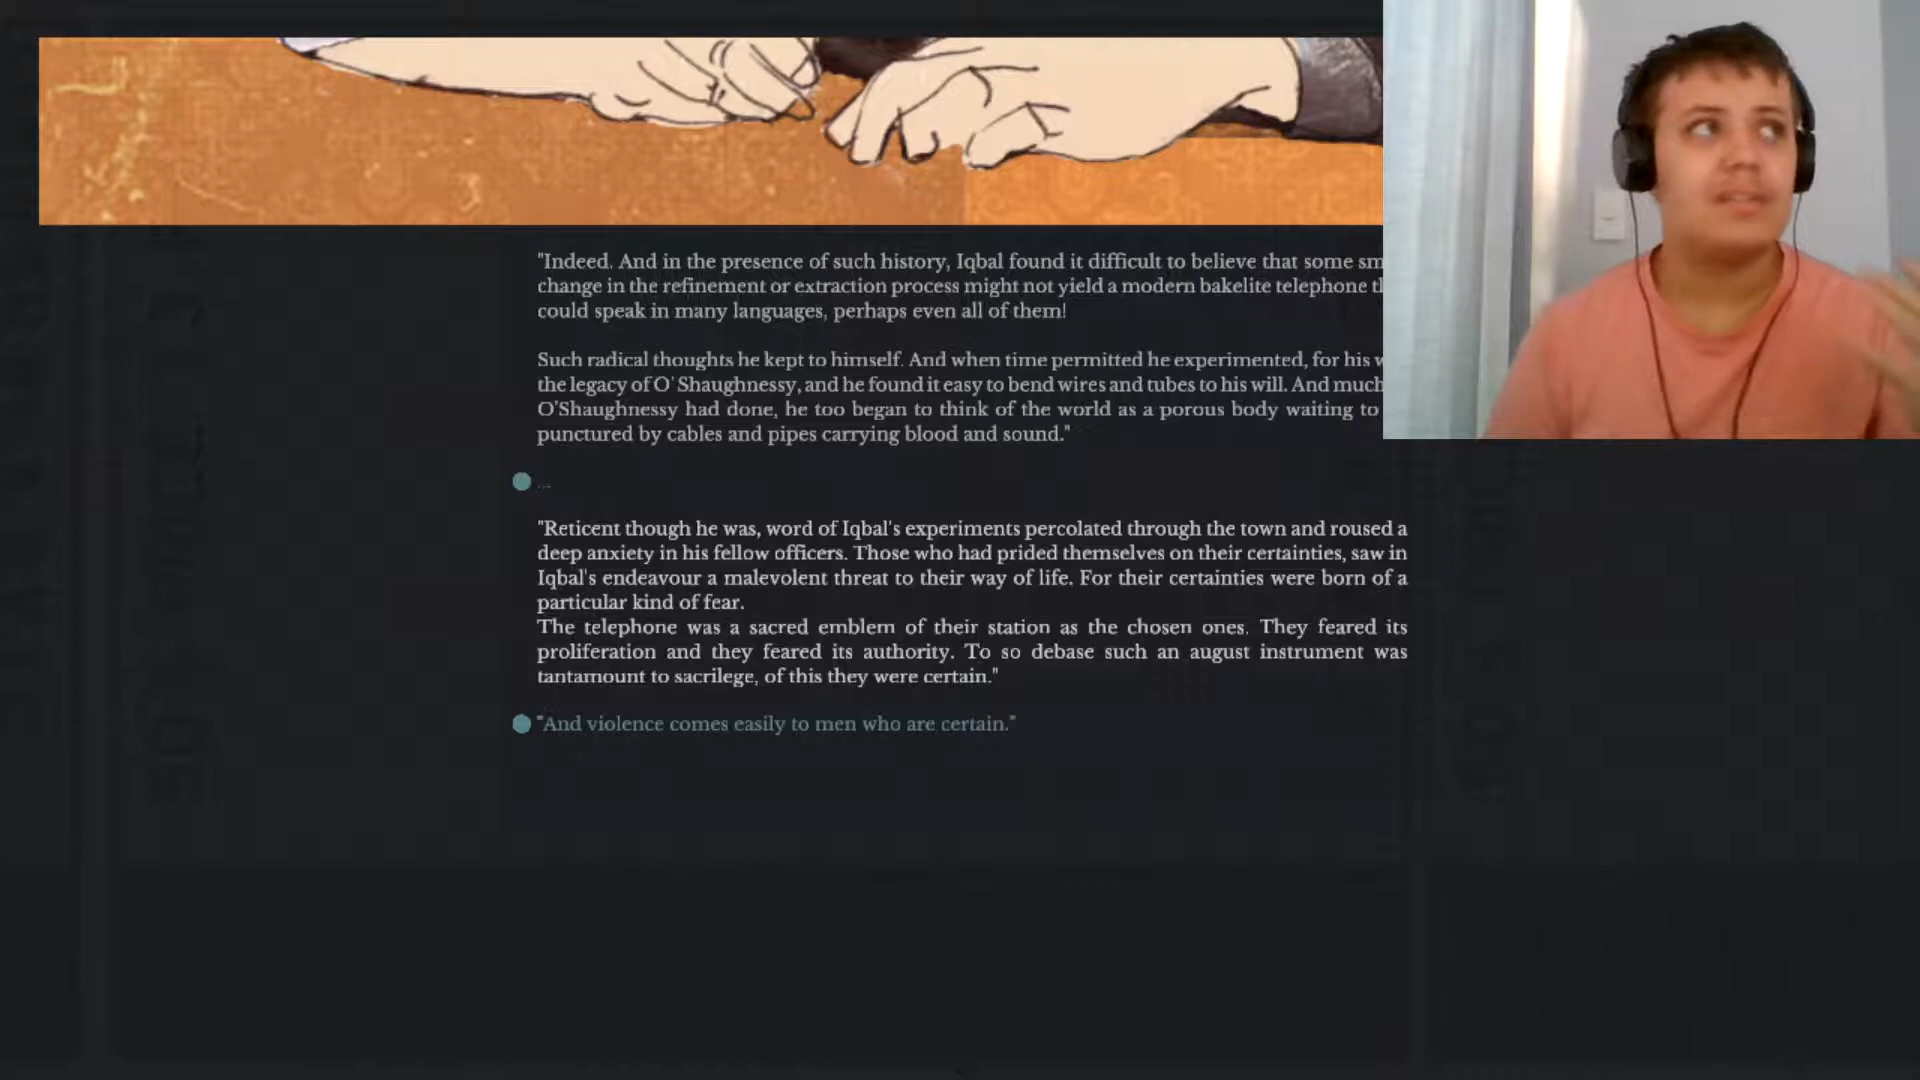 "Indeed. And in the presence of such history, Iqbal found it difficult to believe that some
change in the refinement or extraction process might not yield a modern bakelite telephone
could speak in many languages, perhaps even all of them!
Such radical thoughts he kept to himself. And when time permitted he experimented, for his
the legacy of O' Shaughnessy, and he found it easy to bend wires and tubes to his will. And much
O'Shaughnessy had done, he too began to think of the world as a porous body waiting to
punctured by cables and pipes carrying blood and sound."
...
"Reticent though he was, word of Iqbal's experiments percolated through the town and roused a
deep anxiety in his fellow officers. Those who had prided themselves on their certainties, saw in
Iqbal's endeavour a malevolent threat to their way of life. For their certainties were born of a
particular kind of fear.
The telephone was a sacred emblem of their station as the chosen ones. They feared its
proliferation and they feared its authority. To so debase such an august instrument was
tantamount to sacrilege, of this they were certain."
"And violence comes easily to men who are certain."